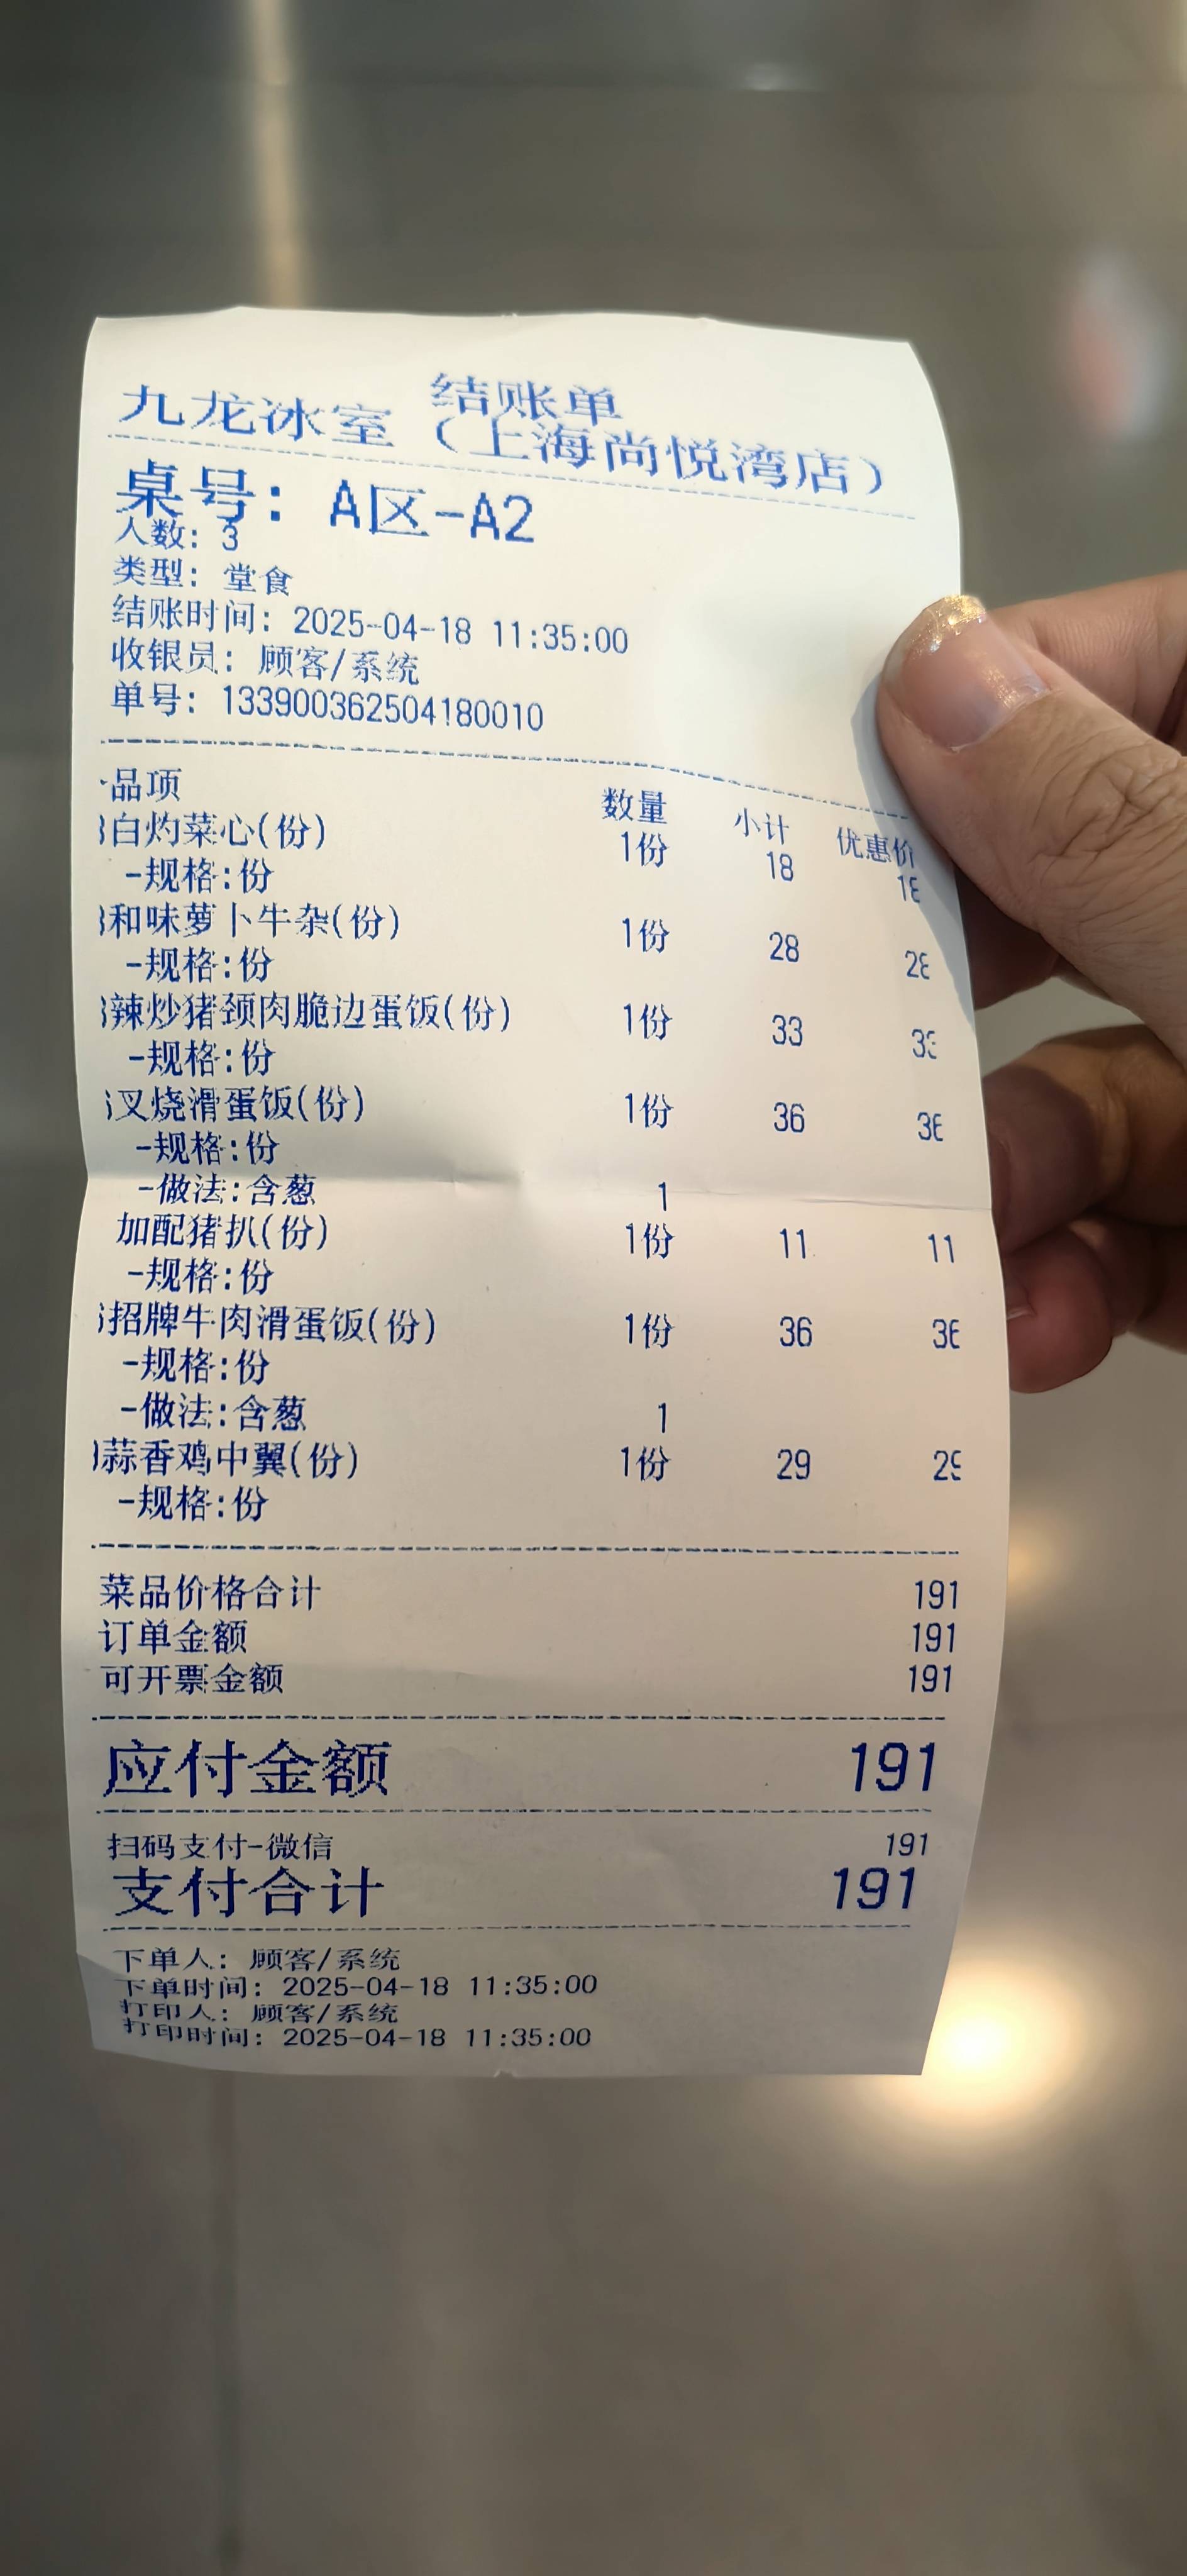 结账单
九龙冰室（上海尚悦湾店）
桌号: A区-A2
人数: 3
类型: 堂食
结账时间: 2025-04-18 11:35:00
收银员: 顾客/系统
单号: 133900362504180010
品项 数量 小计 优惠价
白灼菜心(份) 1份 18 18
-规格:份
和味萝卜牛杂(份) 1份 28 28
-规格:份
辣炒猪颈肉脆边蛋饭(份) 1份 33 33
-规格:份
叉烧滑蛋饭(份) 1份 36 36
-规格:份
-做法:含葱 1
加配猪扒(份) 1份 11 11
-规格:份
招牌牛肉滑蛋饭(份) 1份 36 36
-规格:份
-做法:含葱 1
蒜香鸡中翼(份) 1份 29 29
-规格:份
菜品价格合计 191
订单金额 191
可开票金额 191
应付金额 191
扫码支付-微信 191
支付合计 191
下单人: 顾客/系统
下单时间: 2025-04-18 11:35:00
打印人: 顾客/系统
打印时间: 2025-04-18 11:35:00